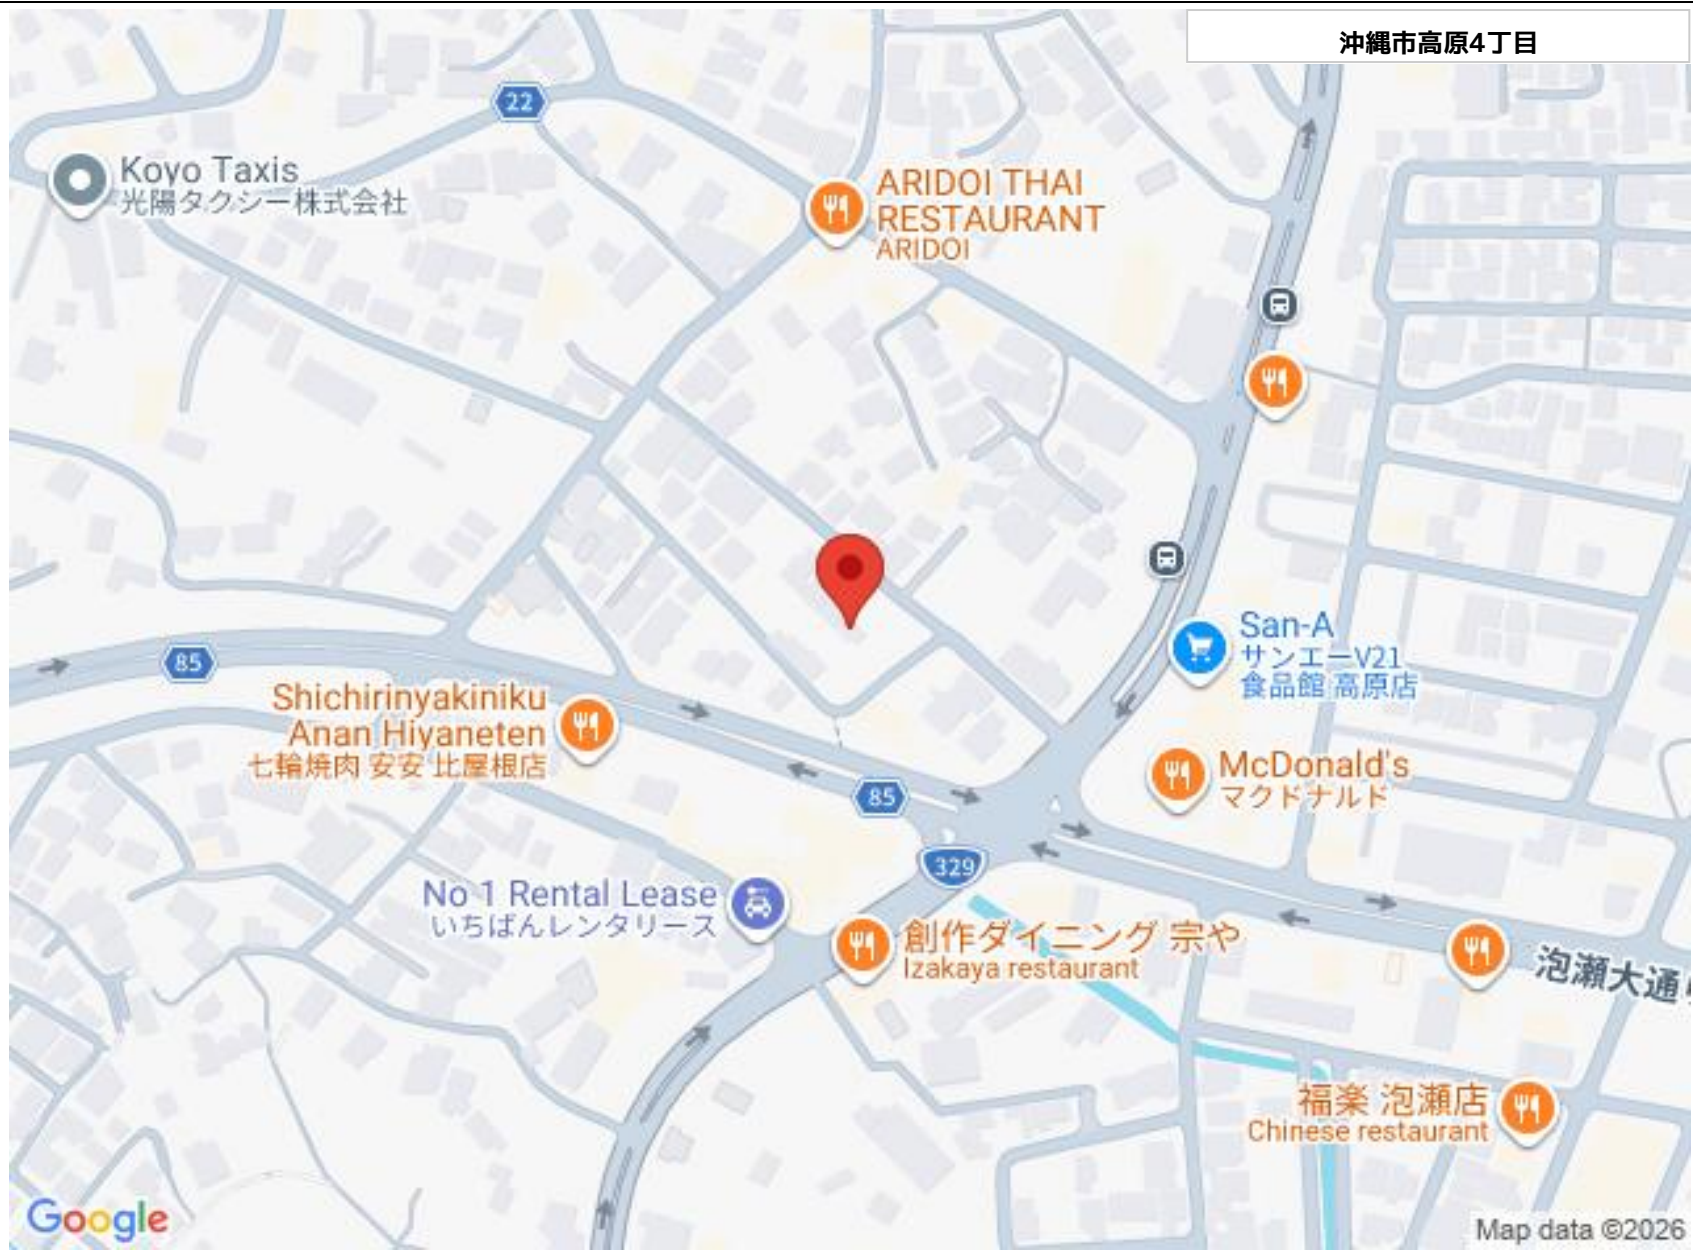 沖縄市高原4丁目
22
Koyo Taxis
光陽タクシー株式会社
ARIDOI THAI
RESTAURANT
ARIDOI
San-A
サンエーV21
食品館 高原店
85
Shichirinyakiniku
Anan Hiyaneten
七輪焼肉 安安 比屋根店
McDonald's
マクドナルド
85
329
No 1 Rental Lease
いちばんレンタリース
創作ダイニング 宗や
Izakaya restaurant
泡瀬大通り
福楽 泡瀬店
Chinese restaurant
Google
Map data ©2026